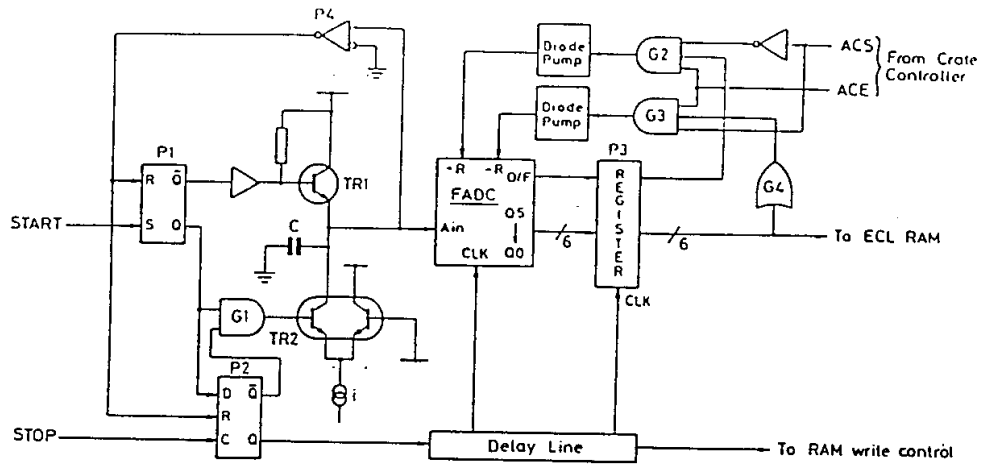 P4
Diode
Pump
G2
ACS
From Crate
Controller
ACE
Diode
Pump
G3
P1
R Q̄
S Q
TR1
-R -R O/F
FADC
Q5
Ain
Q0
CLK
P3
REGISTER
CLK
G4
6
6
START
C
To ECL RAM
G1
TR2
P2
D Q̄
R
C Q
i
STOP
Delay Line
To RAM write control